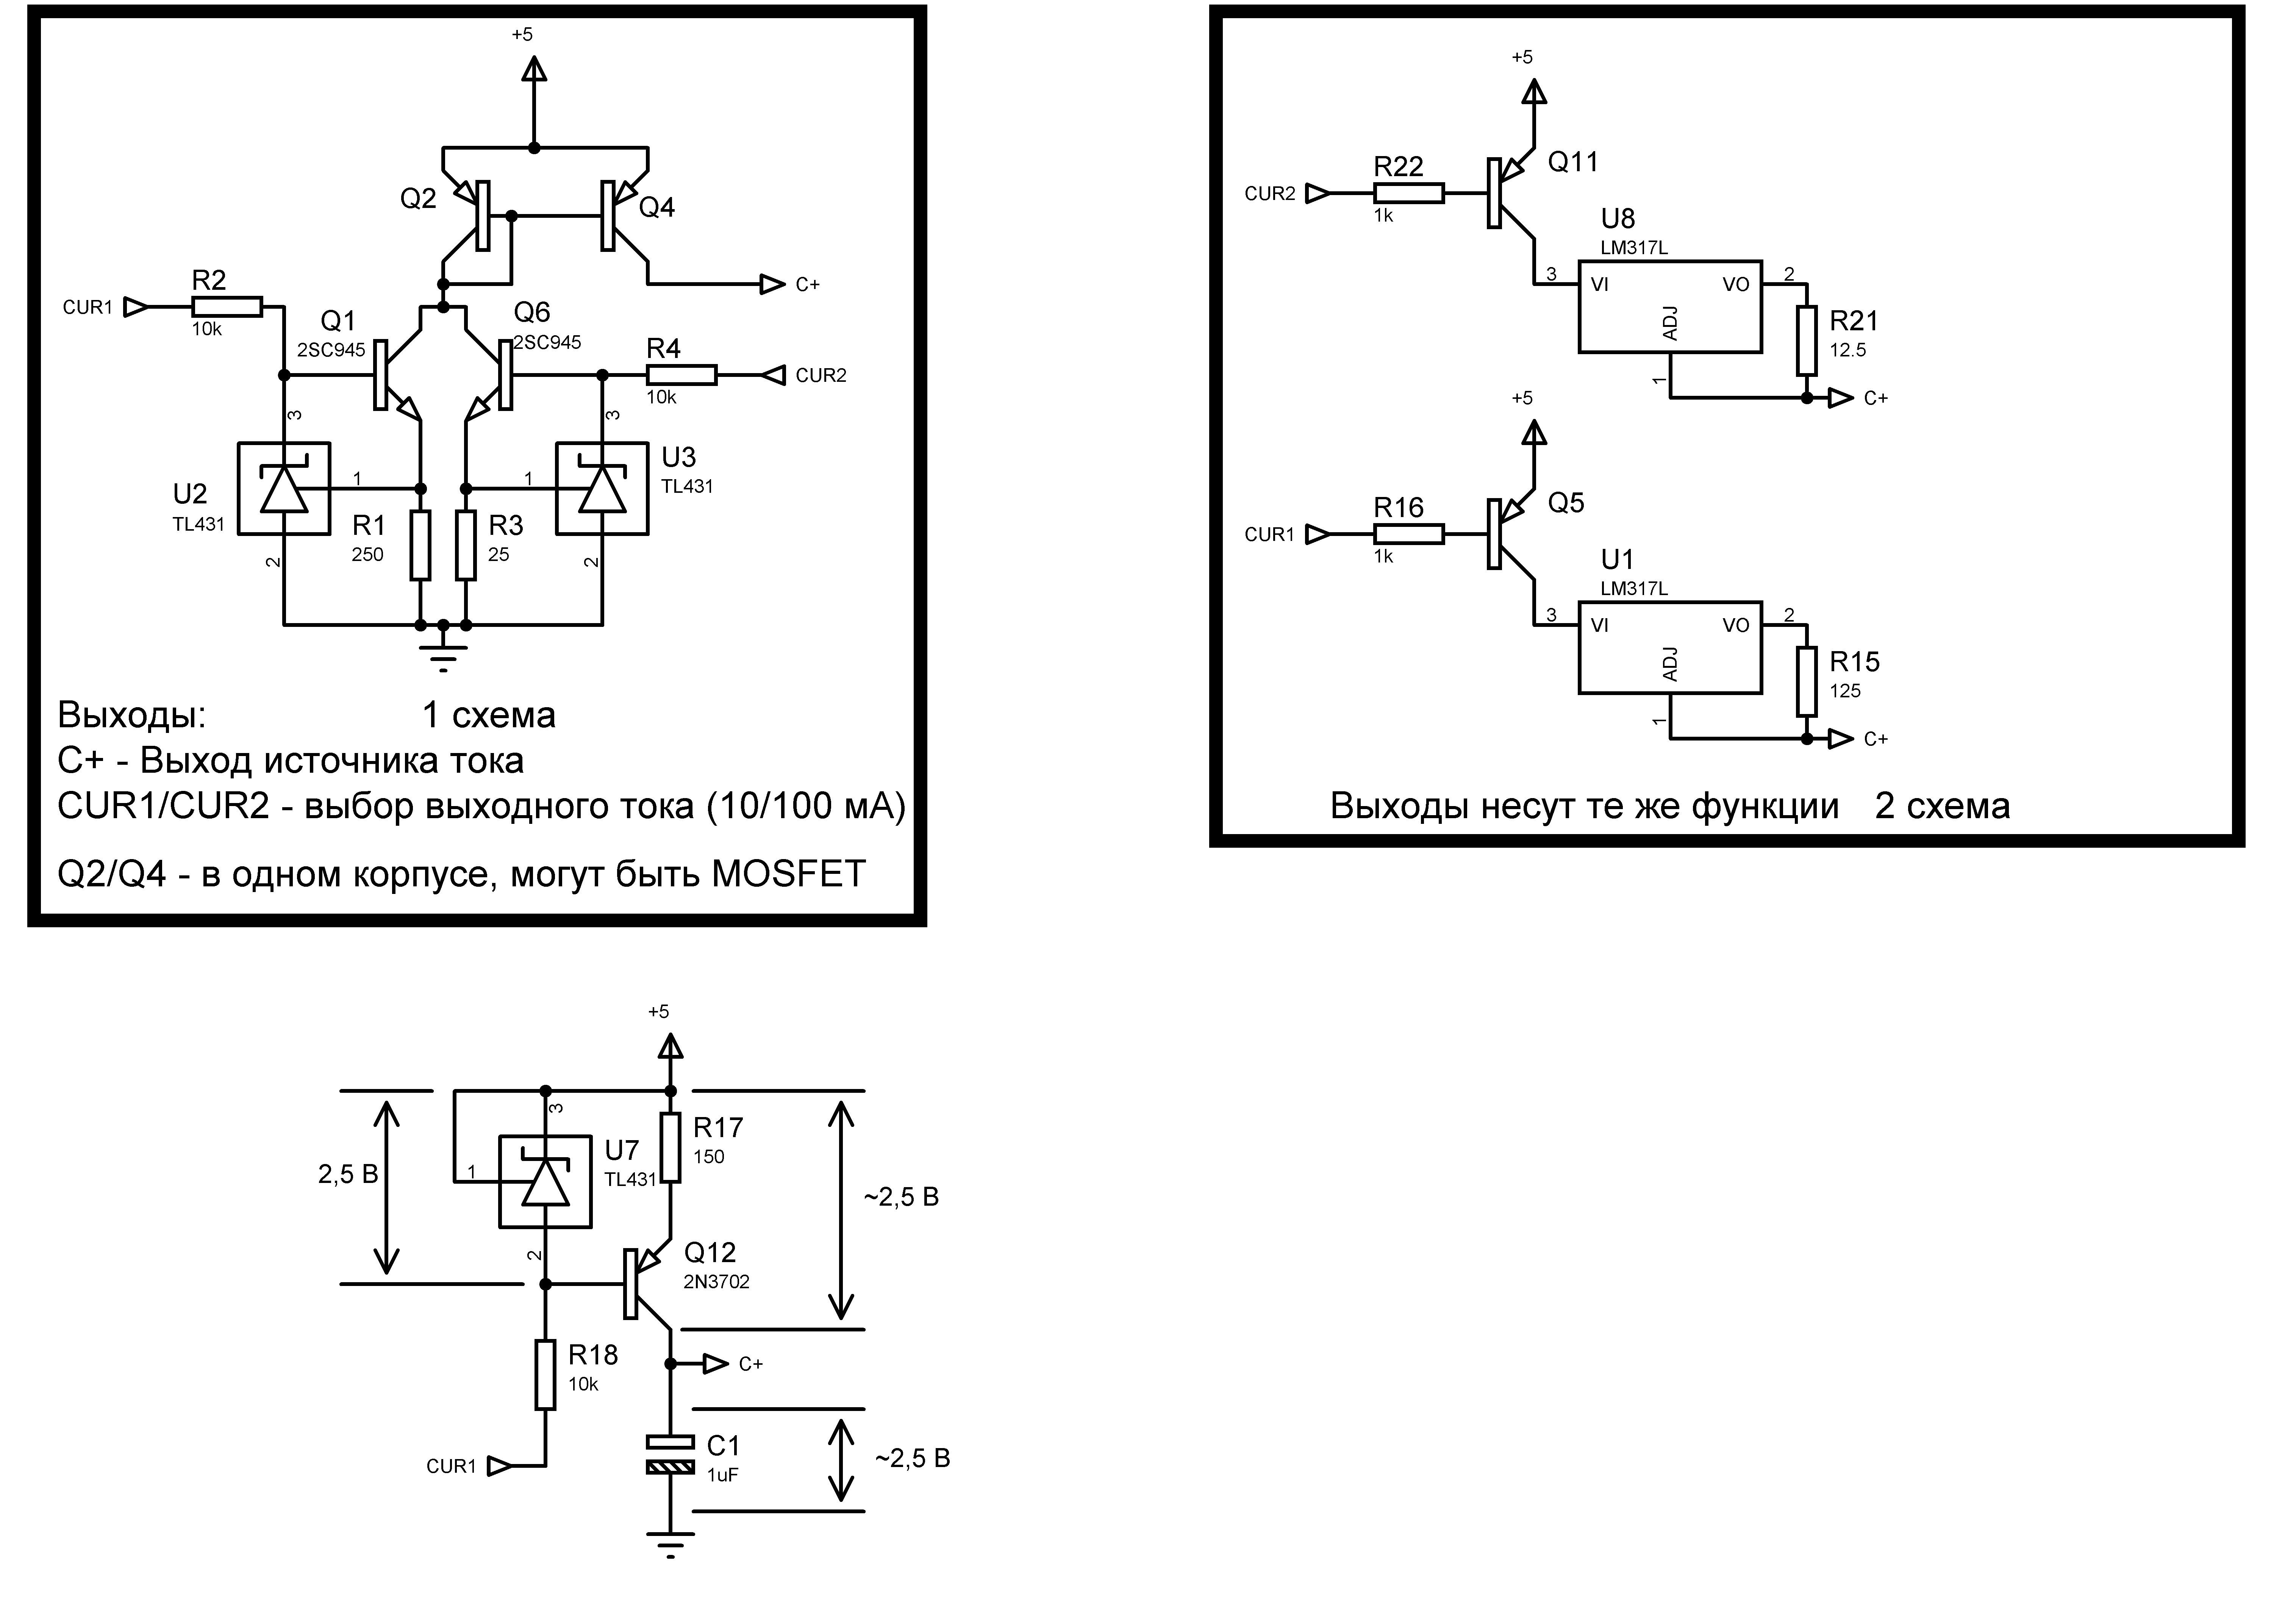 +5
Q2
Q4
C+
R2
10k
CUR1
Q1
2SC945
Q6
2SC945
R4
10k
CUR2
3
3
1
1
U2
TL431
R1
250
R3
25
U3
TL431
2
2
Выходы: 1 схема
C+ - Выход источника тока
CUR1/CUR2 - выбор выходного тока (10/100 мА)
Q2/Q4 - в одном корпусе, могут быть MOSFET
+5
Q11
CUR2
R22
1k
U8
LM317L
3
VI
VO
2
ADJ
1
R21
12.5
C+
+5
Q5
CUR1
R16
1k
U1
LM317L
3
VI
VO
2
ADJ
1
R15
125
C+
Выходы несут те же функции 2 схема
+5
3
R17
150
U7
TL431
1
2,5 В
~2,5 В
2
Q12
2N3702
R18
10k
C+
CUR1
C1
1uF
~2,5 В